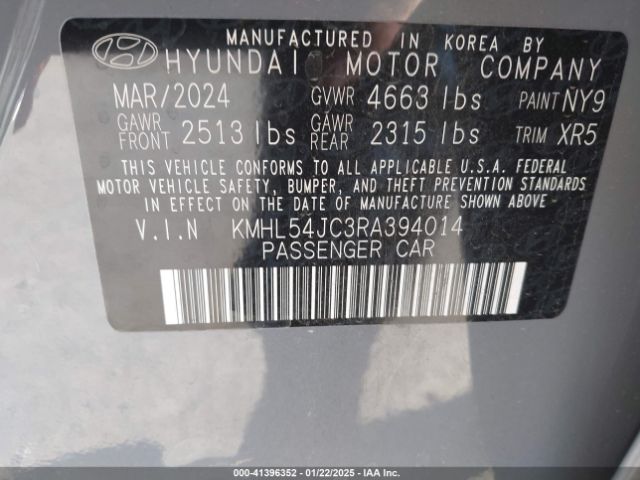 MANUFACTURED IN KOREA BY
HYUNDAI MOTOR COMPANY
MAR/2024 GVWR 4663 lbs PAINT NY9
GAWR FRONT 2513 lbs GAWR REAR 2315 lbs TRIM XR5
THIS VEHICLE CONFORMS TO ALL APPLICABLE U.S.A. FEDERAL
MOTOR VEHICLE SAFETY, BUMPER, AND THEFT PREVENTION STANDARDS
IN EFFECT ON THE DATE OF MANUFACTURE SHOWN ABOVE.
V.I.N KMHL54JC3RA394014
PASSENGER CAR
000-41396352 | 01/22/2025 | IAA Inc. | Copart